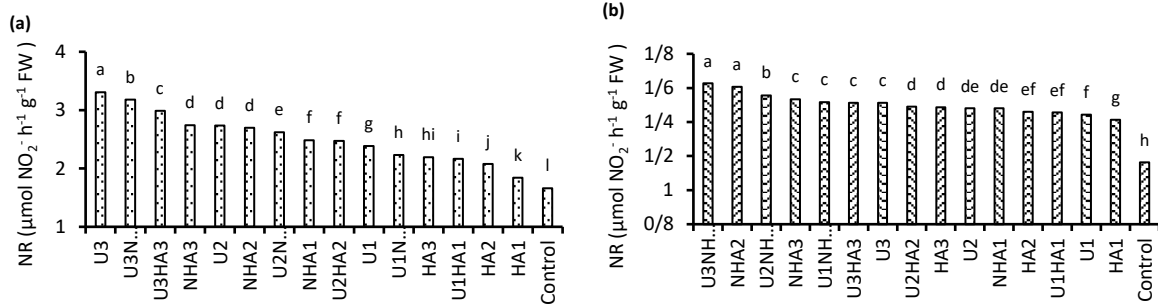 (a)
NR (µmol NO2- h-1 g-1 FW)
4
3
2
1
a
b
c
d
d
d
e
f
f
g
h
hi
i
j
k
l
U3
U3N...
U3HA3
NHA3
U2
NHA2
U2N...
NHA1
U2HA2
U1
U1N...
HA3
U1HA1
HA2
HA1
Control
(b)
NR (µmol NO2- h-1 g-1 FW)
1/8
1/6
1/4
1/2
1
0/8
a
a
b
c
c
c
c
d
d
de
de
ef
ef
f
g
h
U3NH...
NHA2
U2NH...
NHA3
U1NH...
U3HA3
U3
U2HA2
HA3
U2
NHA1
HA2
U1HA1
U1
HA1
Control